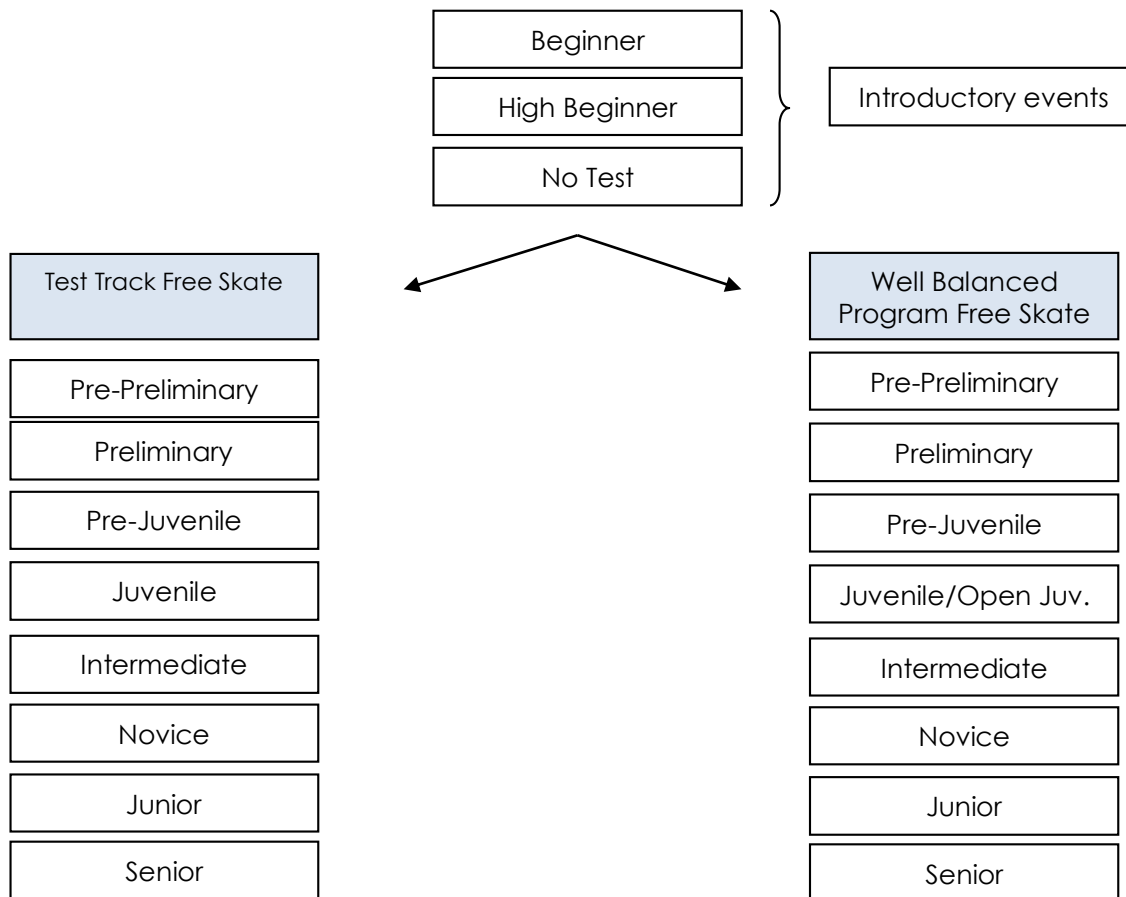 Beginner
High Beginner
No Test
Introductory events
Test Track Free Skate
Pre-Preliminary
Preliminary
Pre-Juvenile
Juvenile
Intermediate
Novice
Junior
Senior
Well Balanced
Program Free Skate
Pre-Preliminary
Preliminary
Pre-Juvenile
Juvenile/Open Juv.
Intermediate
Novice
Junior
Senior